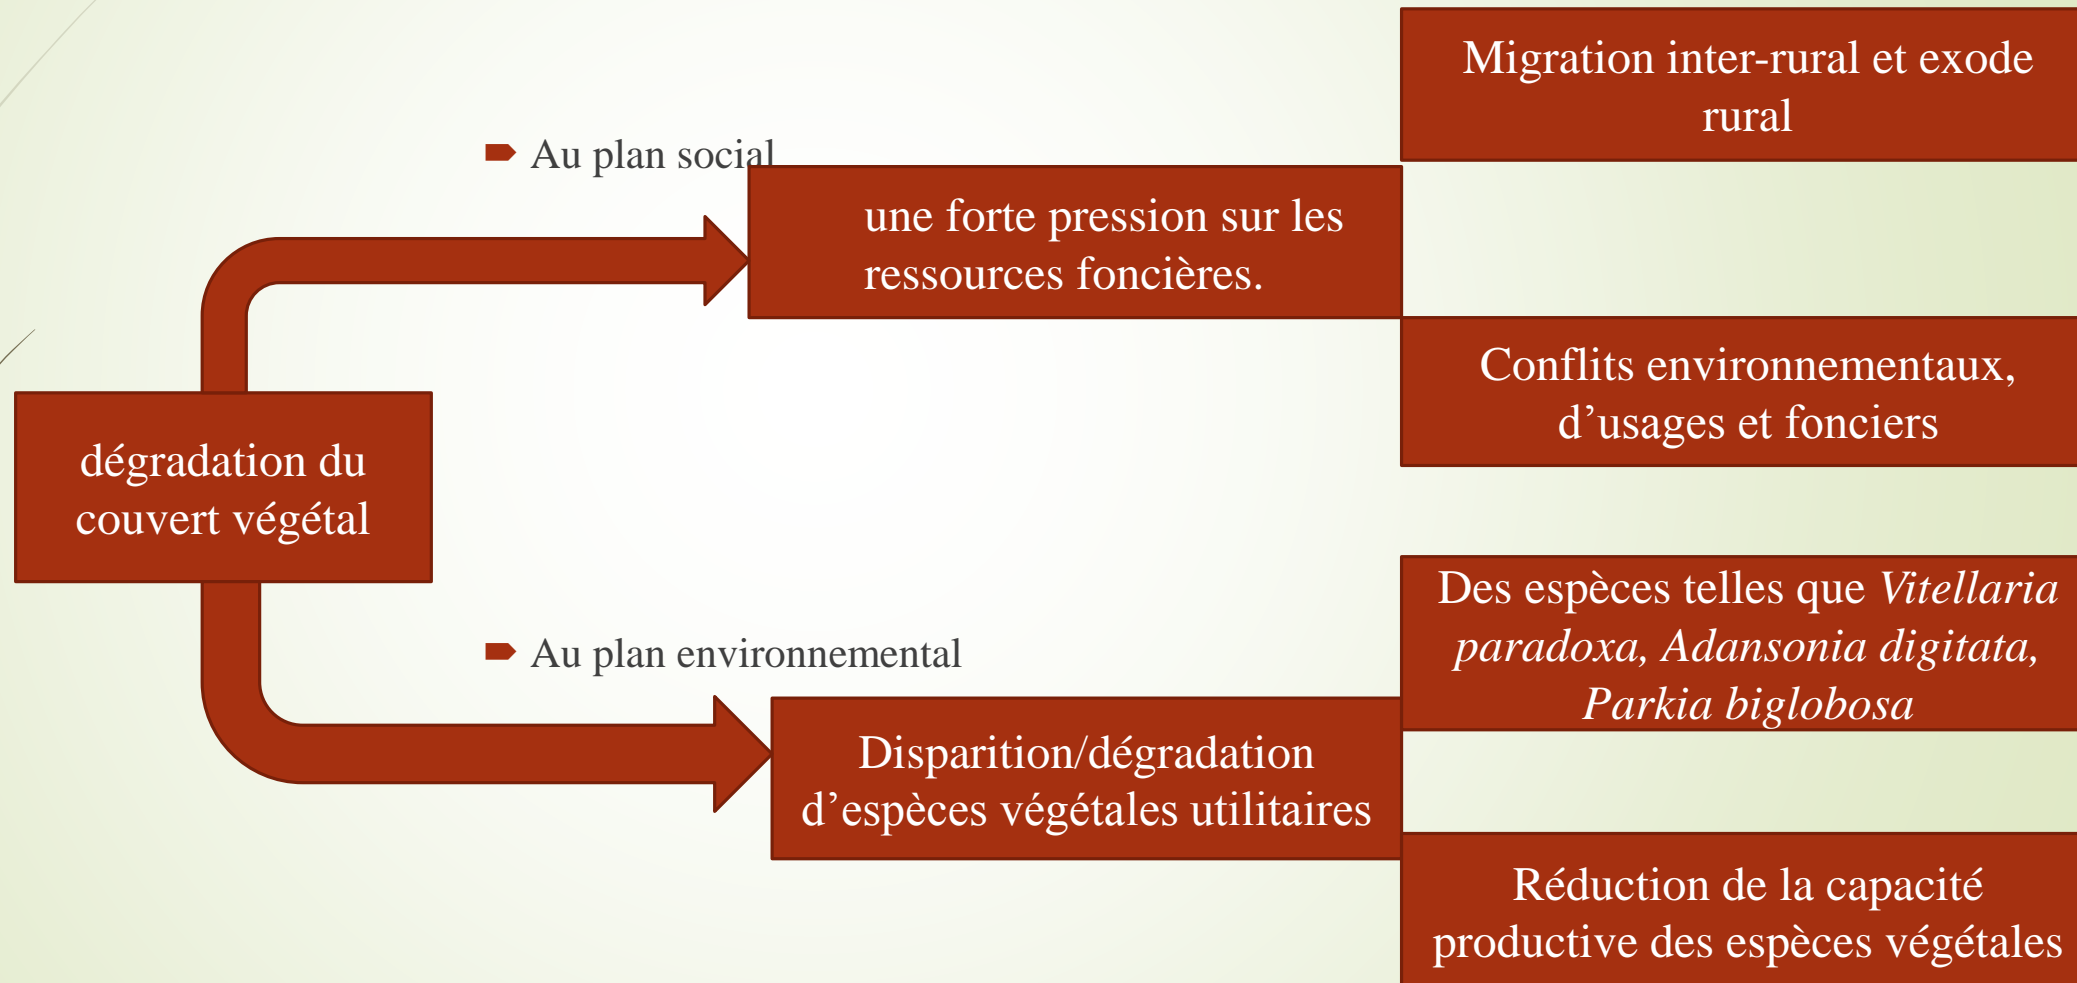 Migration inter-rural et exode
rural
Au plan social
une forte pression sur les
ressources foncières.
Conflits environnementaux,
d’usages et fonciers
dégradation du
couvert végétal
Des espèces telles que Vitellaria
paradoxa, Adansonia digitata,
Parkia biglobosa
Au plan environnemental
Disparition/dégradation
d’espèces végétales utilitaires
Réduction de la capacité
productive des espèces végétales